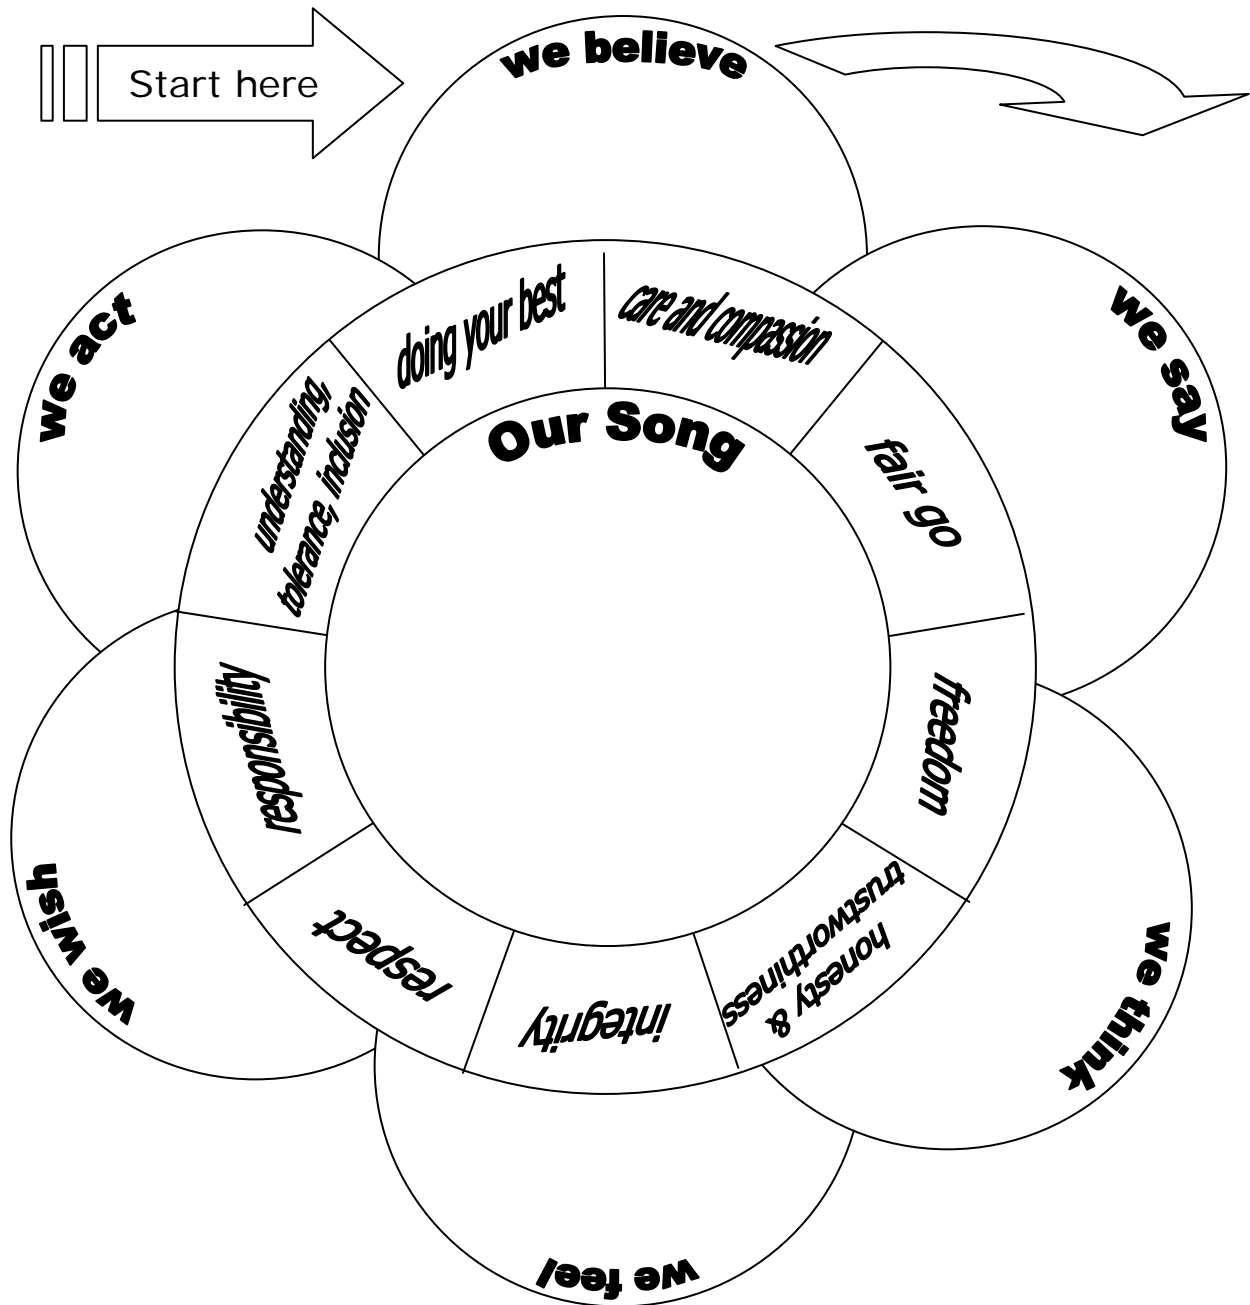 Start here
we believe
we say
we think
we feel
we wish
we act
care and compassion
fair go
freedom
honesty &
trustworthiness
integrity
respect
responsibility
understanding,
tolerance, inclusion
doing your best
Our Song